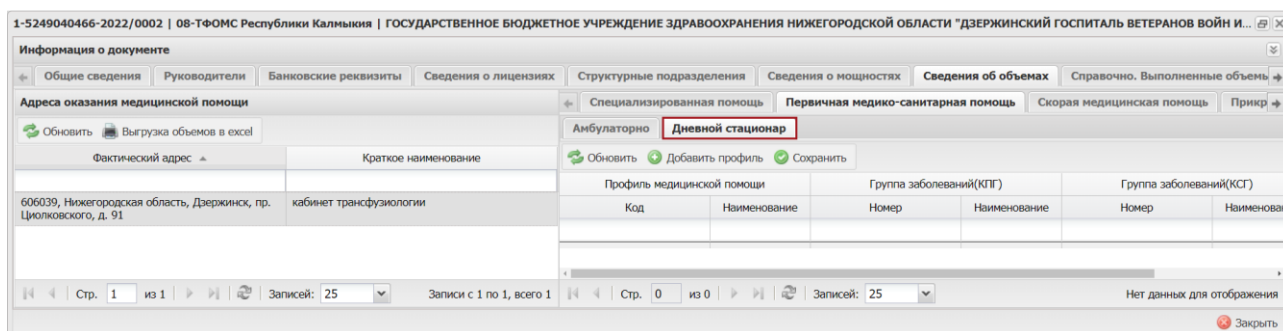 1-5249040466-2022/0002 | 08-ТФОМС Республики Калмыкия | ГОСУДАРСТВЕННОЕ БЮДЖЕТНОЕ УЧРЕЖДЕНИЕ ЗДРАВООХРАНЕНИЯ НИЖЕГОРОДСКОЙ ОБЛАСТИ "ДЗЕРЖИНСКИЙ ГОСПИТАЛЬ ВЕТЕРАНОВ ВОЙН И...
Информация о документе
Общие сведения Руководители Банковские реквизиты Сведения о лицензиях Структурные подразделения Сведения о мощностях Сведения об объемах Справочно. Выполненные объемы
Адреса оказания медицинской помощи
Обновить Выгрузка объемов в excel
Фактический адрес Краткое наименование
606039, Нижегородская область, Дзержинск, пр. кабинет трансфузиологии
Циолковского, д. 91
Стр. 1 из 1 Записей: 25 Записи с 1 по 1, всего 1
Специализированная помощь Первичная медико-санитарная помощь Скорая медицинская помощь Прикр
Амбулаторно Дневной стационар
Обновить Добавить профиль Сохранить
Профиль медицинской помощи Группа заболеваний(КПГ) Группа заболеваний(КСГ)
Код Наименование Номер Наименование Номер Наименова
Стр. 0 из 0 Записей: 25 Нет данных для отображения
Закрыть